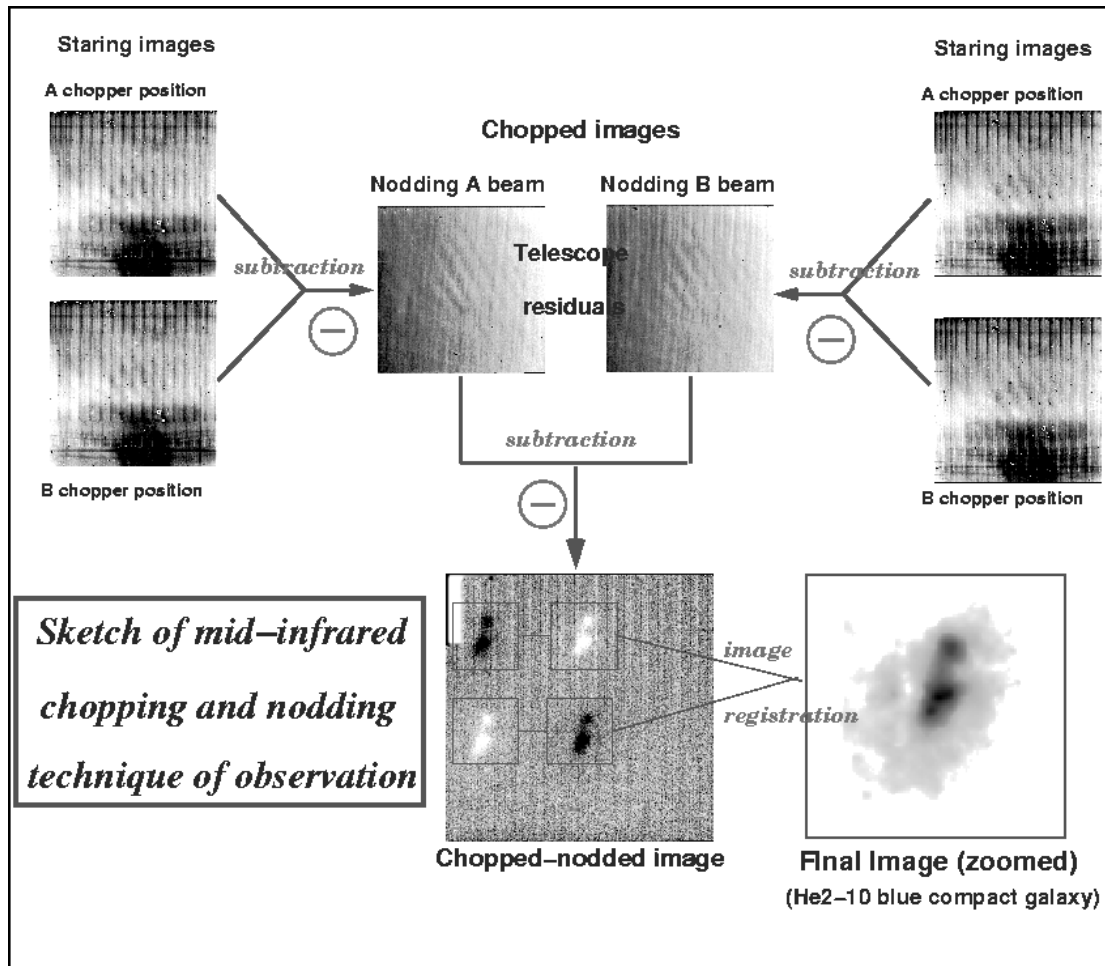 Staring images
A chopper position
Staring images
A chopper position
Chopped images
Nodding A beam
Nodding B beam
subtraction
Telescope
residuals
subtraction
B chopper position
B chopper position
subtraction
Sketch of mid–infrared
chopping and nodding
technique of observation
image
registration
Chopped–nodded image
Final Image (zoomed)
(He2–10 blue compact galaxy)